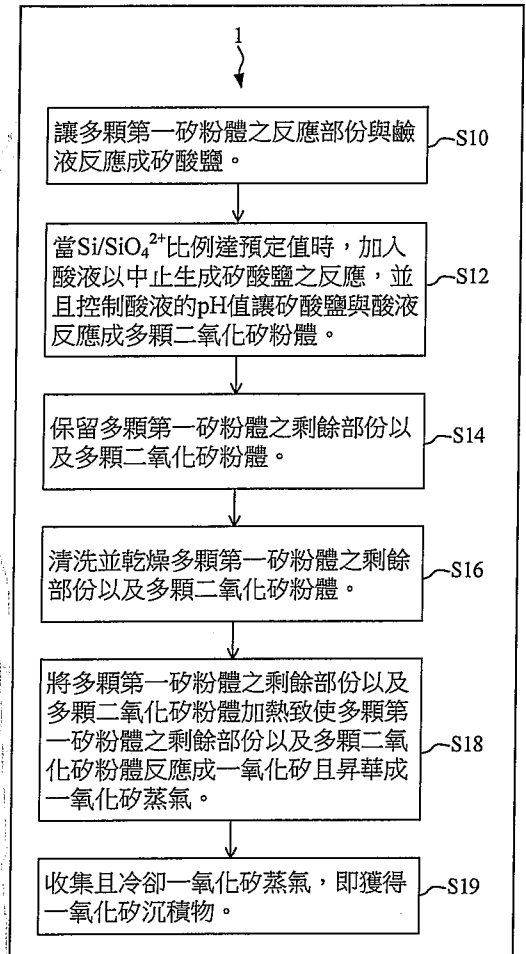 1
讓多顆第一矽粉體之反應部份與鹼
液反應成矽酸鹽。
S10
當Si/SiO₄²⁺比例達預定值時，加入
酸液以中止生成矽酸鹽之反應，並
且控制酸液的pH值讓矽酸鹽與酸液
反應成多顆二氧化矽粉體。
S12
保留多顆第一矽粉體之剩餘部份以
及多顆二氧化矽粉體。
S14
清洗並乾燥多顆第一矽粉體之剩餘
部份以及多顆二氧化矽粉體。
S16
將多顆第一矽粉體之剩餘部份以及
多顆二氧化矽粉體加熱致使多顆第
一矽粉體之剩餘部份以及多顆二氧
化矽粉體反應成一氧化矽且昇華成
一氧化矽蒸氣。
S18
收集且冷卻一氧化矽蒸氣，即獲得
一氧化矽沉積物。
S19